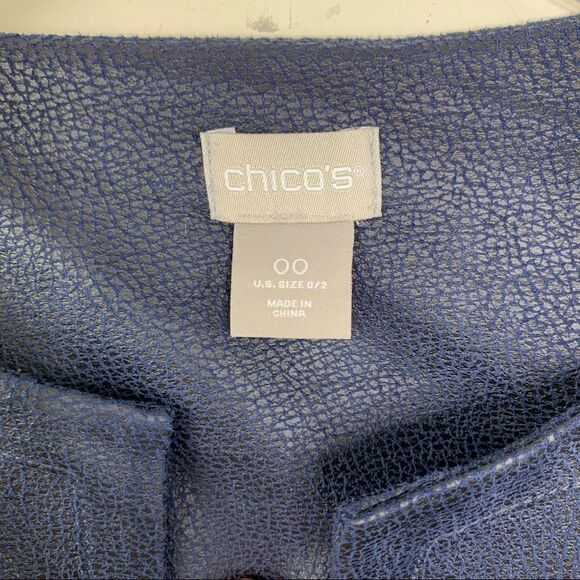 chico's®
00
U.S. SIZE 0/2
MADE IN
CHINA